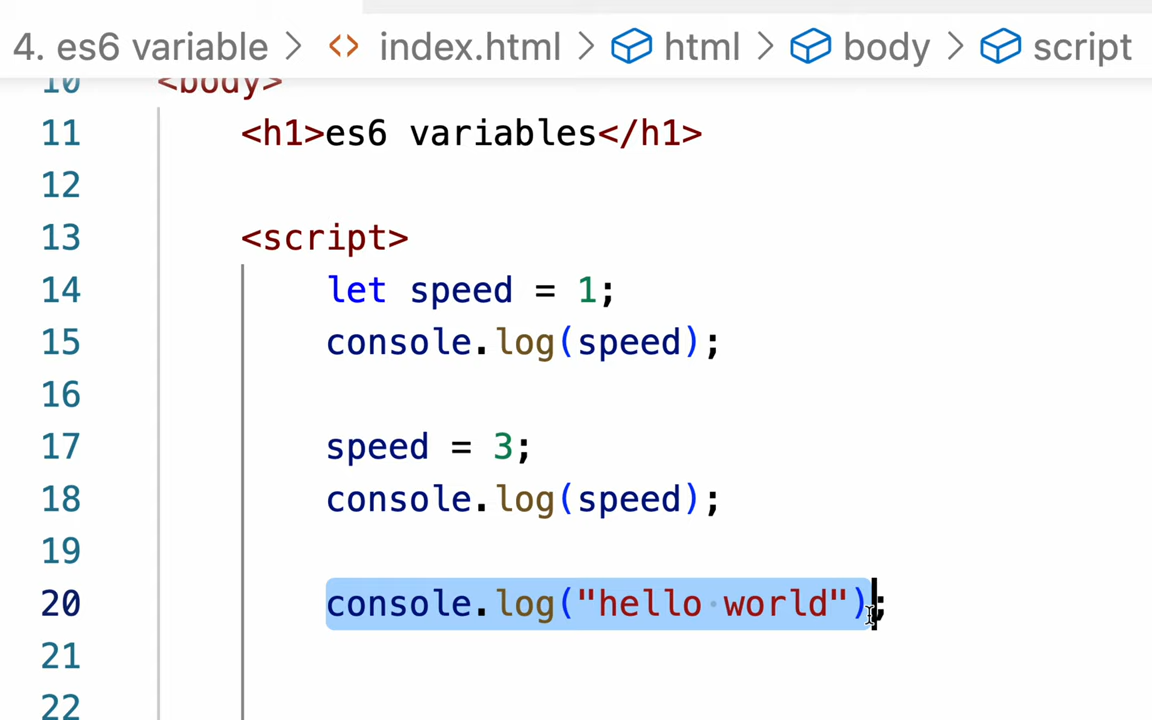 4. es6 variable > <> index.html > html > body > script
10 <body>
11 <h1>es6 variables</h1>
12
13 <script>
14 let speed = 1;
15 console.log(speed);
16
17 speed = 3;
18 console.log(speed);
19
20 console.log("hello·world");
21
22